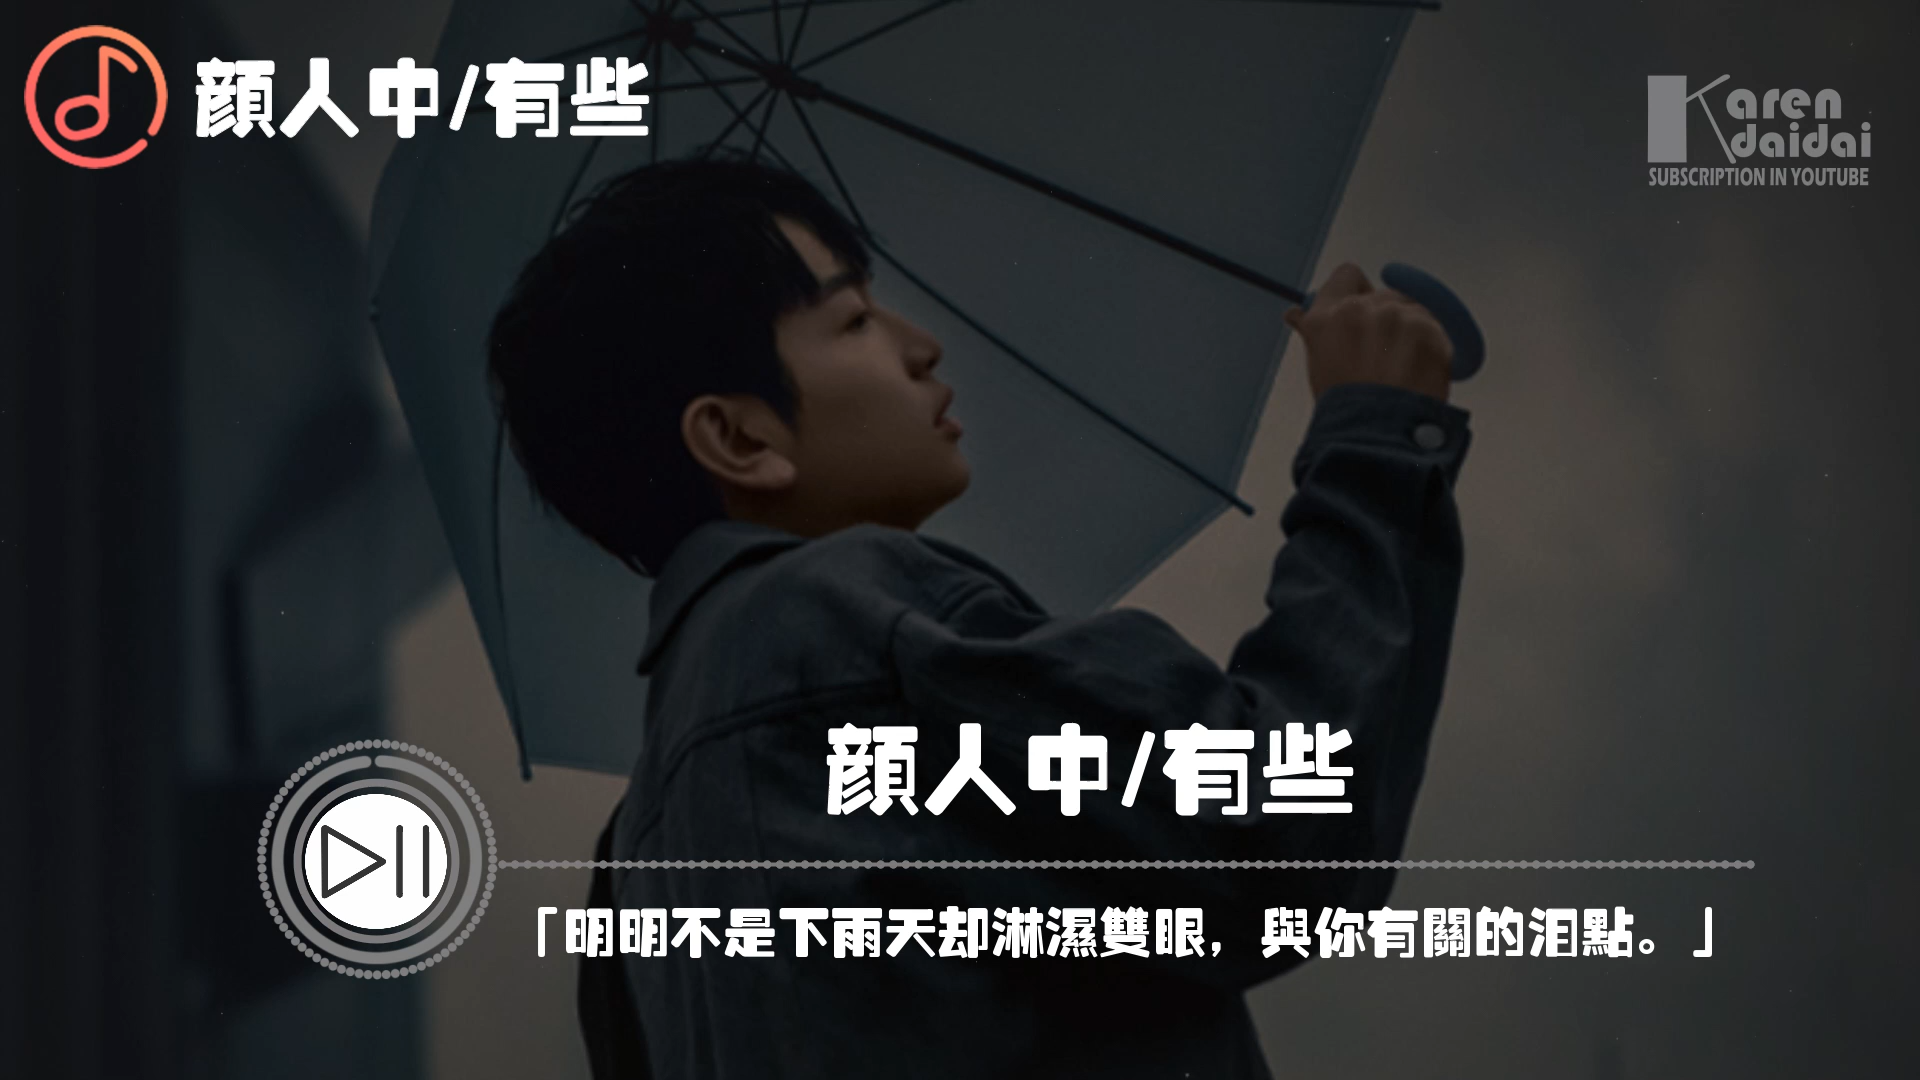 顏人中/有些
Karen
daidai
SUBSCRIPTION IN YOUTUBE
顏人中/有些
「明明不是下雨天却淋濕雙眼，與你有關的泪點。」